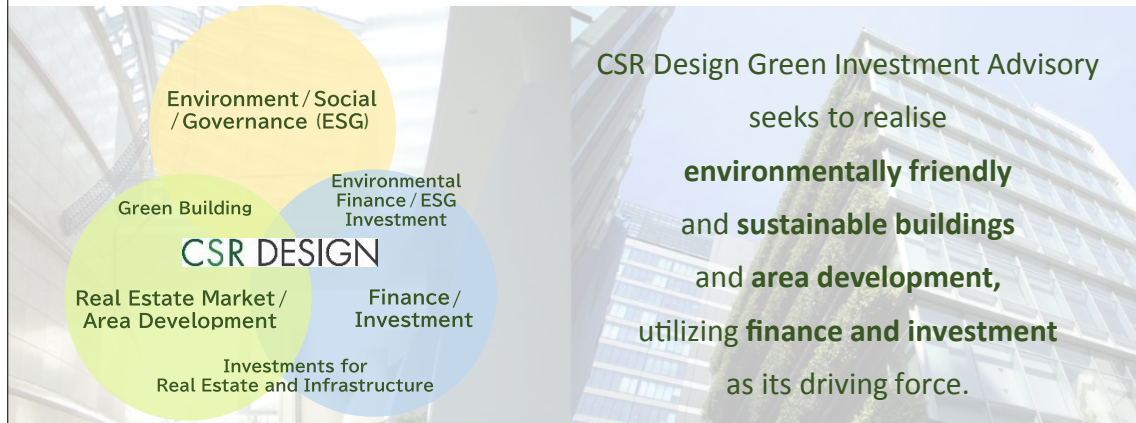 Environment / Social
/ Governance (ESG)
Green Building
Environmental
Finance / ESG
Investment
CSR DESIGN
Real Estate Market /
Area Development
Finance /
Investment
Investments for
Real Estate and Infrastructure
CSR Design Green Investment Advisory
seeks to realise
environmentally friendly
and sustainable buildings
and area development,
utilizing finance and investment
as its driving force.